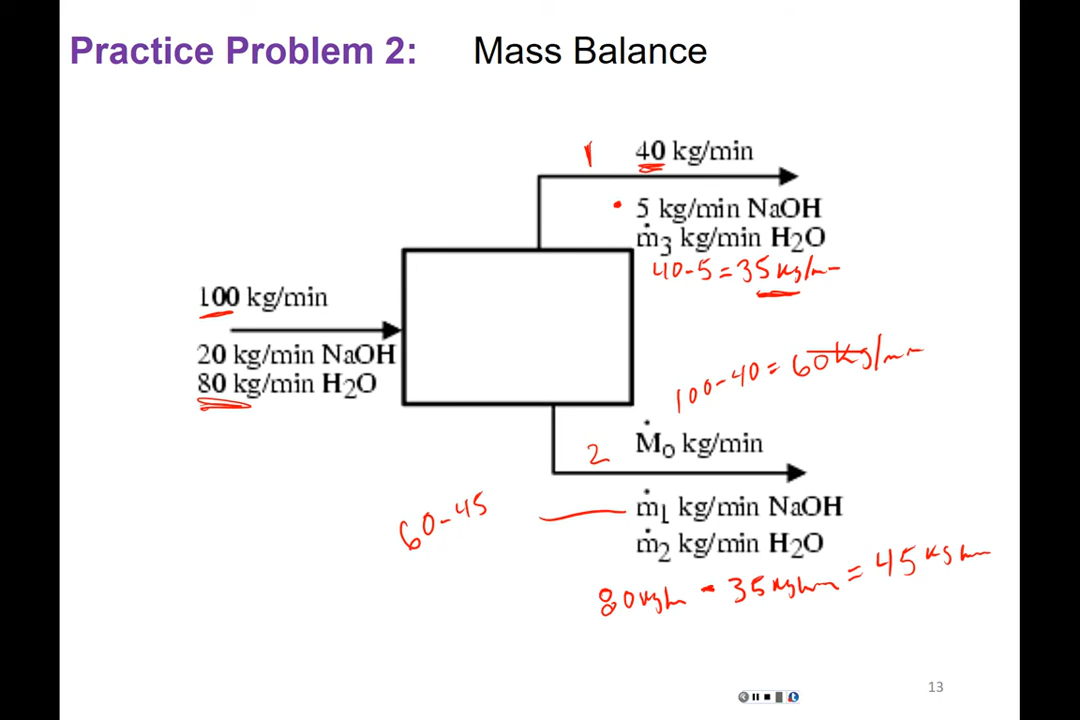 Practice Problem 2: Mass Balance
1
40 kg/min
5 kg/min NaOH
ṁ3 kg/min H2O
40-5=35 kg/m
100 kg/min
20 kg/min NaOH
80 kg/min H2O
100-40=60 kg/m
2
Ṁ0 kg/min
60-45
ṁ1 kg/min NaOH
ṁ2 kg/min H2O
80 kg/m - 35 kg/m = 45 kg/m
13